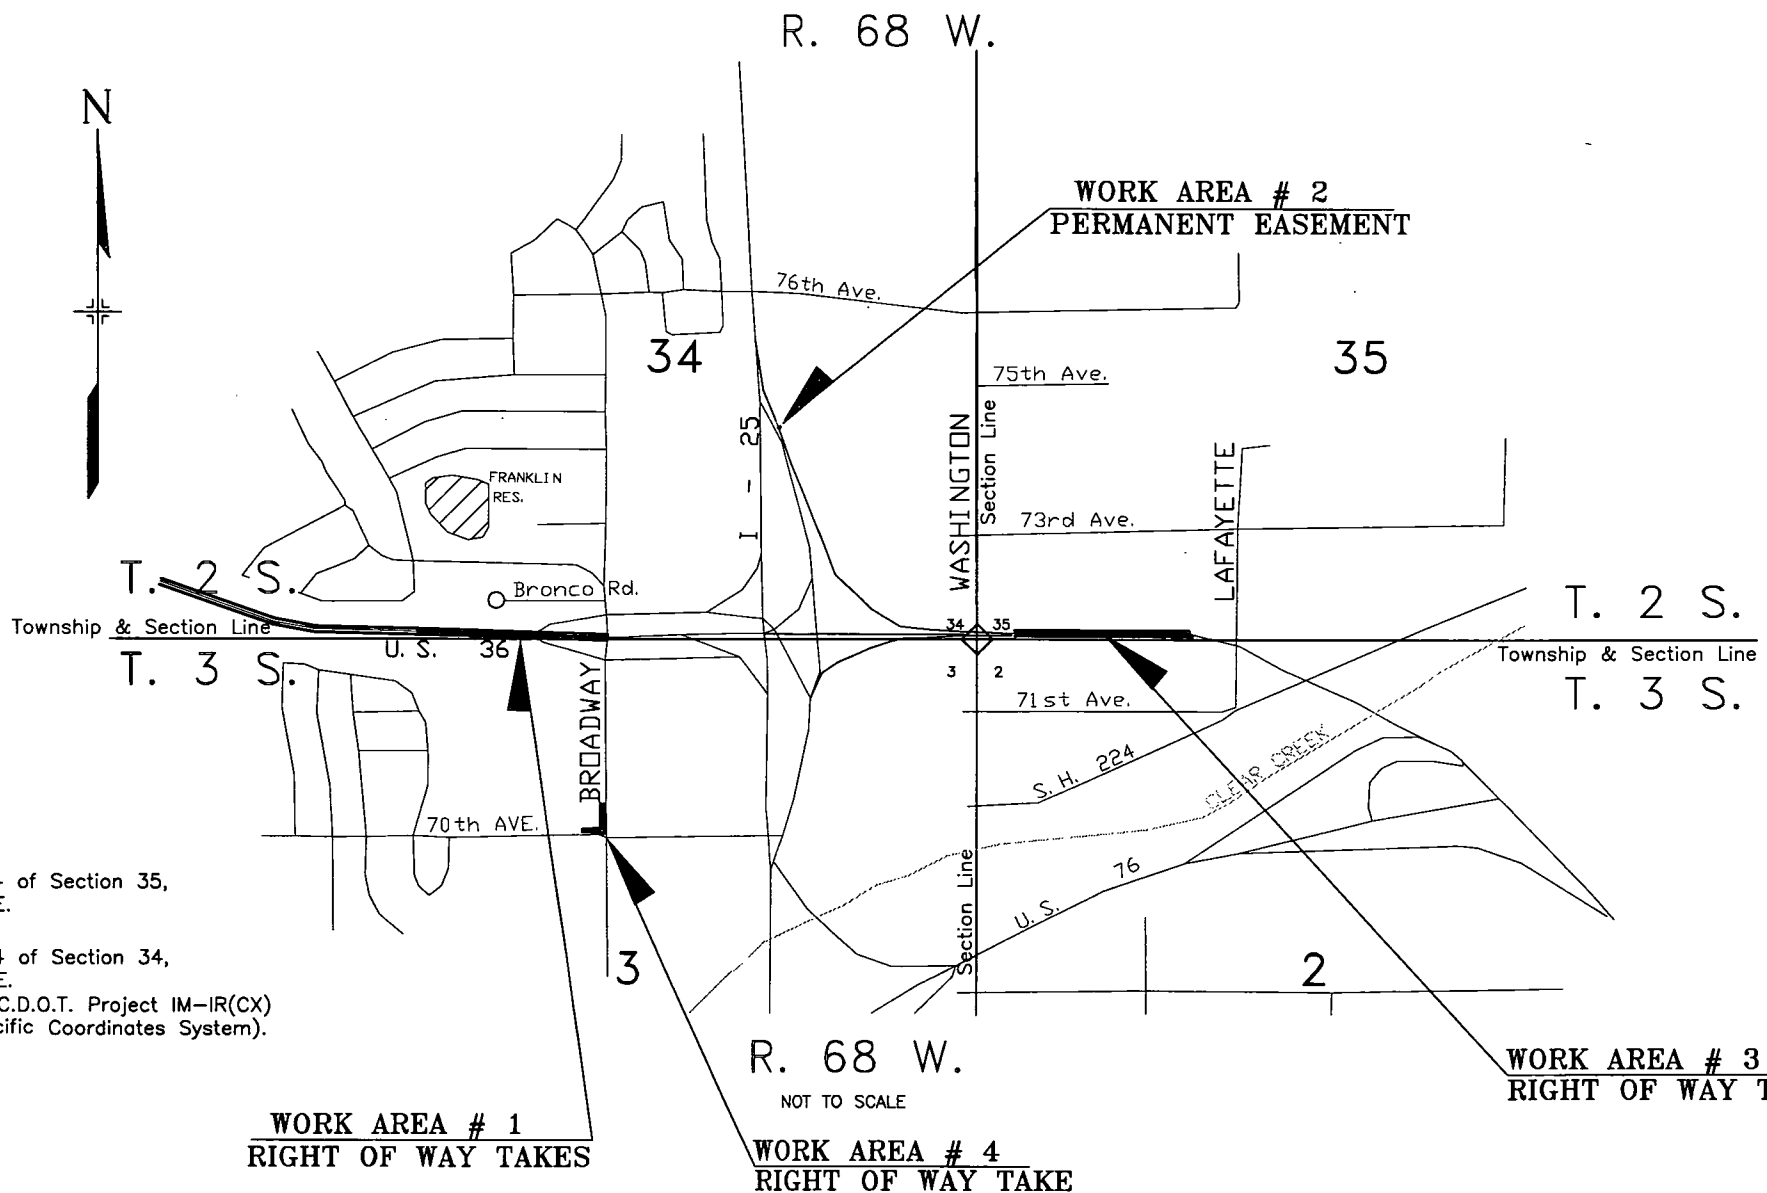 R. 68 W.
N
WORK AREA # 2
PERMANENT EASEMENT
76th Ave.
34
35
75th Ave.
I - 25
WASHINGTON
Section Line
LAFAYETTE
FRANKLIN
RES.
73rd Ave.
T. 2 S.
Bronco Rd.
T. 2 S.
Township & Section Line
34 35
U. S. 36
3 2
Township & Section Line
T. 3 S.
T. 3 S.
71st Ave.
BROADWAY
S. H. 224
CLEAR CREEK
70th AVE.
of Section 35,
E.
U. S. 76
Section Line
of Section 34,
E.
C.D.O.T. Project IM-IR(CX)
cific Coordinates System).
3
2
R. 68 W.
NOT TO SCALE
WORK AREA # 3
RIGHT OF WAY T
WORK AREA # 1
RIGHT OF WAY TAKES
WORK AREA # 4
RIGHT OF WAY TAKE